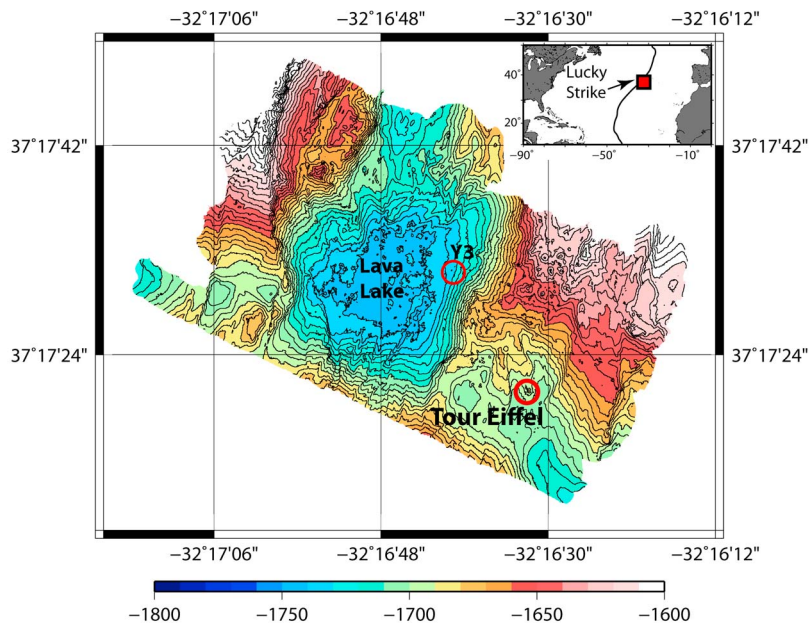 −32°17'06" −32°16'48" −32°16'30" −32°16'12"
40˚
20˚
Lucky
Strike
−90˚ −50˚ −10˚
37°17'42"
37°17'24"
37°17'42"
37°17'24"
Y3
Lava
Lake
Tour Eiffel
−32°17'06" −32°16'48" −32°16'30" −32°16'12"
−1800 −1750 −1700 −1650 −1600